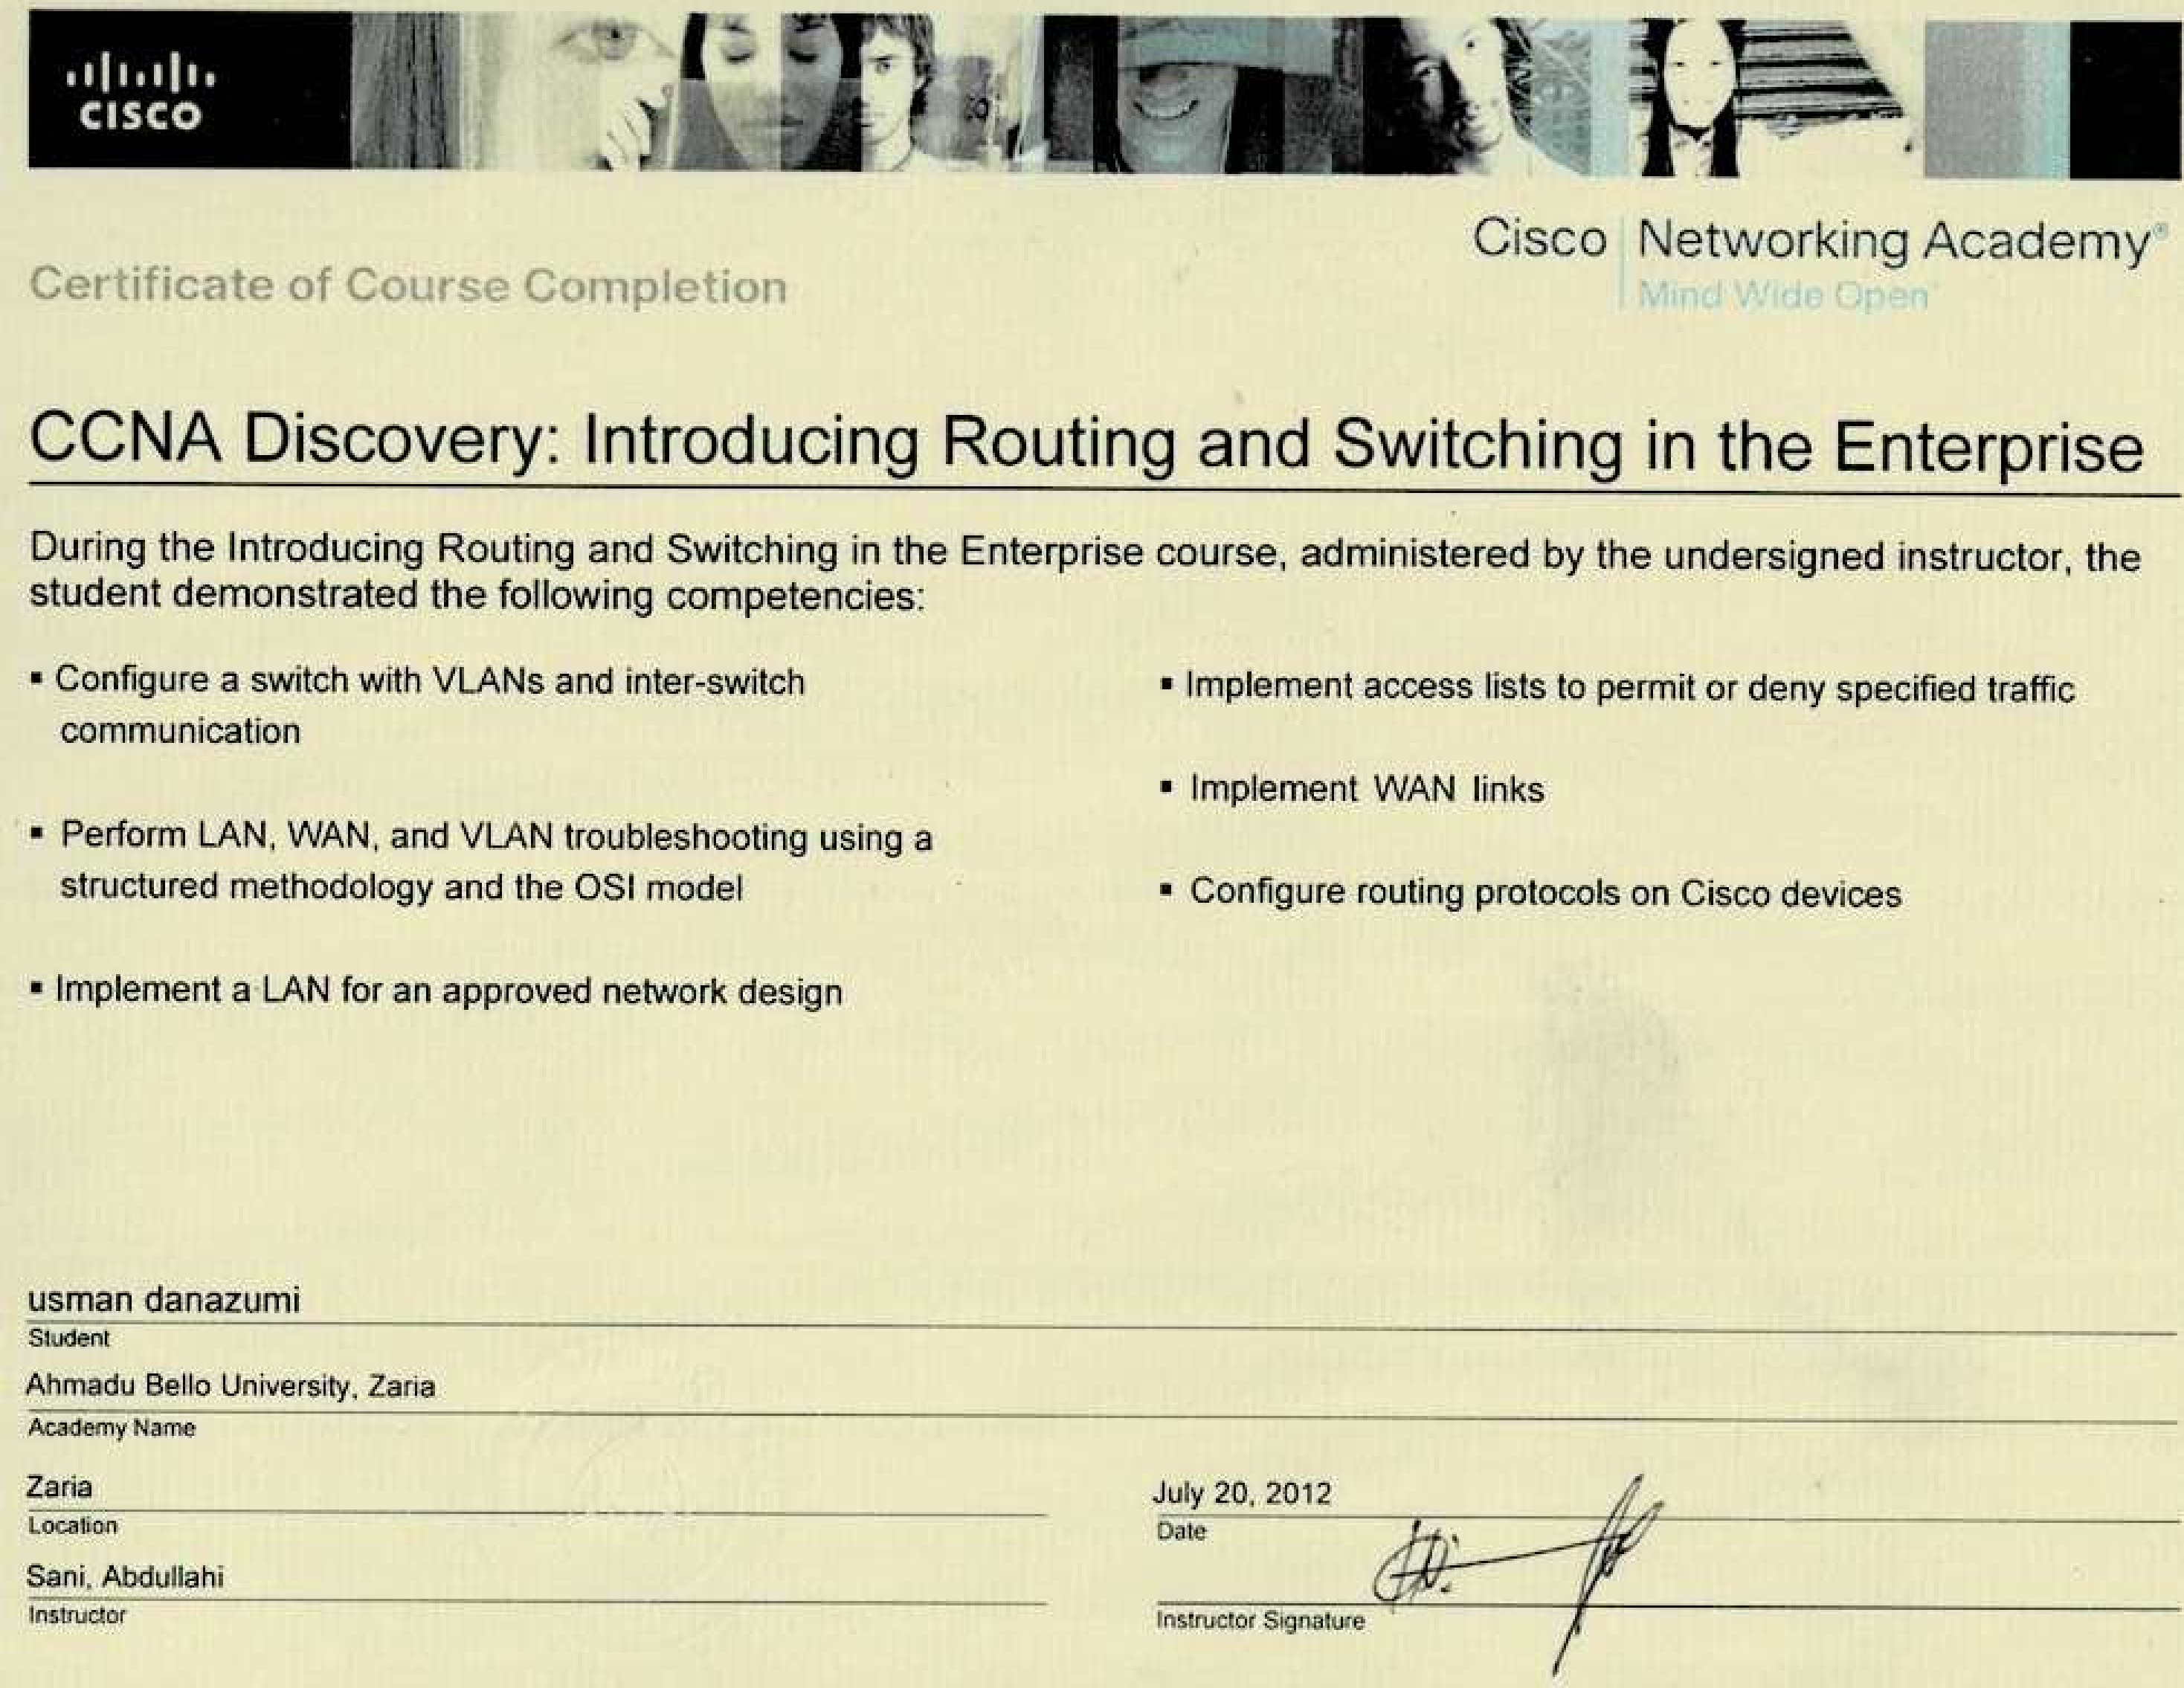 CISCO
Cisco Networking Academy®
Mind Wide Open
Certificate of Course Completion
CCNA Discovery: Introducing Routing and Switching in the Enterprise
During the Introducing Routing and Switching in the Enterprise course, administered by the undersigned instructor, the
student demonstrated the following competencies:
▪ Configure a switch with VLANs and inter-switch
communication
▪ Perform LAN, WAN, and VLAN troubleshooting using a
structured methodology and the OSI model
▪ Implement a LAN for an approved network design
▪ Implement access lists to permit or deny specified traffic
▪ Implement WAN links
▪ Configure routing protocols on Cisco devices
usman danazumi
Student
Ahmadu Bello University, Zaria
Academy Name
Zaria
Location
July 20, 2012
Date
Sani, Abdullahi
Instructor
Instructor Signature